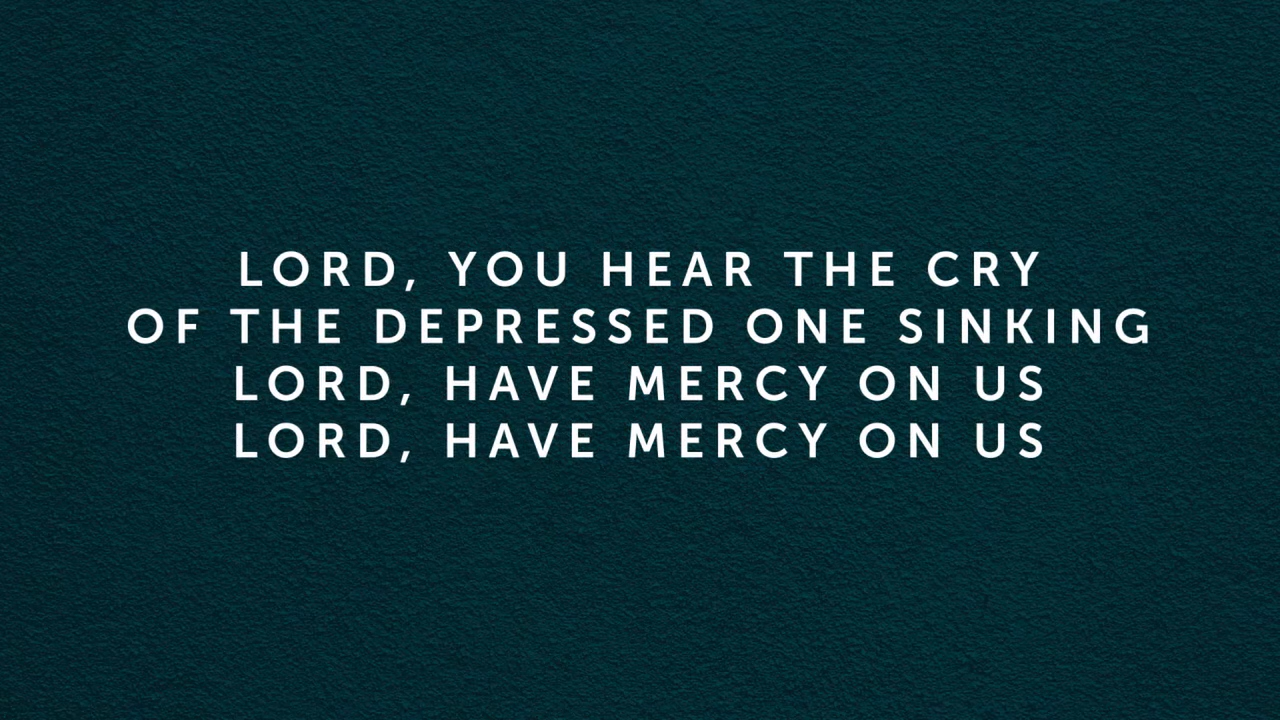 LORD, YOU HEAR THE CRY
OF THE DEPRESSED ONE SINKING
LORD, HAVE MERCY ON US
LORD, HAVE MERCY ON US